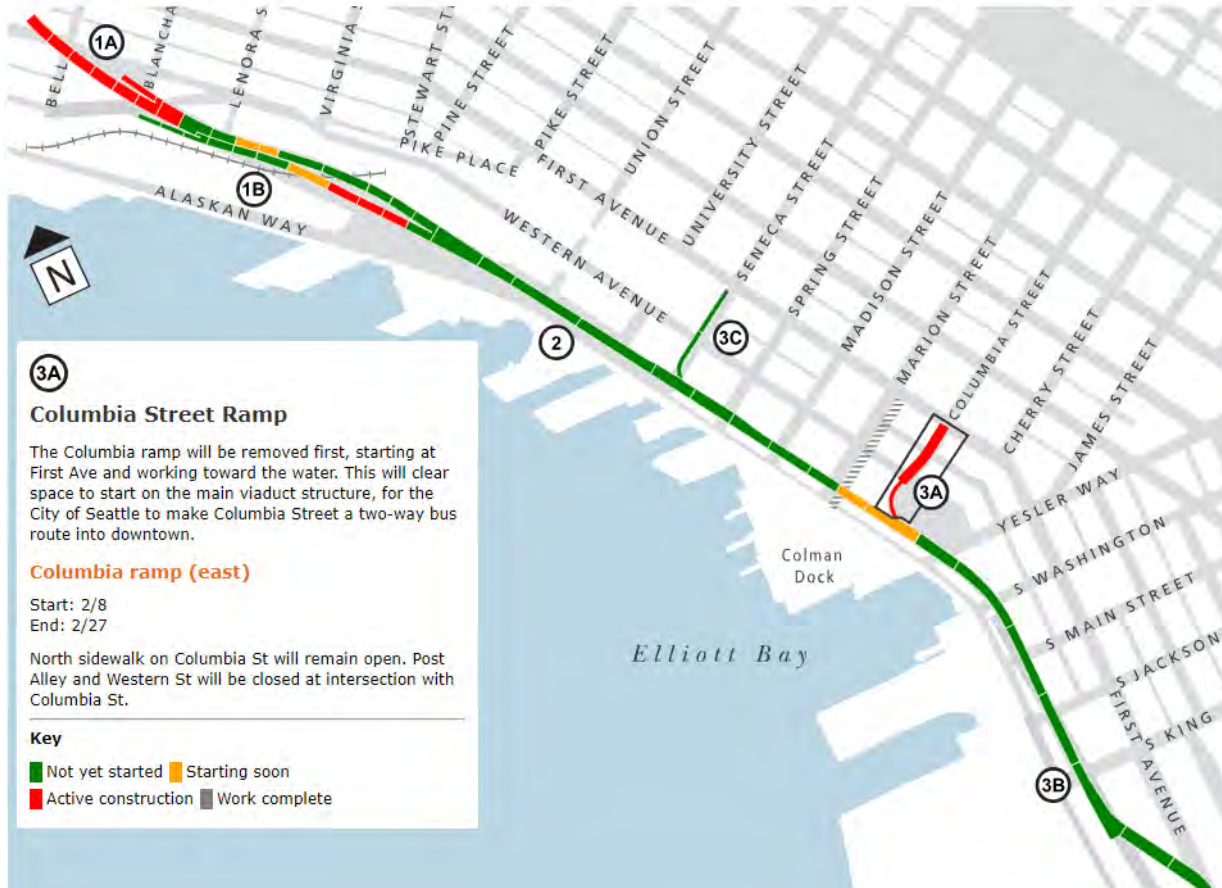 1A
BELL
BLANCHA
LENORA S
VIRGINIA S
STEWART ST
PINE STREET
PIKE STREET
UNION STREET
UNIVERSITY STREET
SENECA STREET
SPRING STREET
MADISON STREET
MARION STREET
COLUMBIA STREET
CHERRY STREET
JAMES STREET
YESLER WAY
S WASHINGTON
S MAIN STREET
S JACKSON
S KING
FIRST AVENUE
PIKE PLACE
FIRST AVENUE
WESTERN AVENUE
ALASKAN WAY
1B
2
3C
3A
3B
N
Colman
Dock
Elliott Bay
3A
Columbia Street Ramp
The Columbia ramp will be removed first, starting at
First Ave and working toward the water. This will clear
space to start on the main viaduct structure, for the
City of Seattle to make Columbia Street a two-way bus
route into downtown.
Columbia ramp (east)
Start: 2/8
End: 2/27
North sidewalk on Columbia St will remain open. Post
Alley and Western St will be closed at intersection with
Columbia St.
Key
Not yet started Starting soon
Active construction Work complete